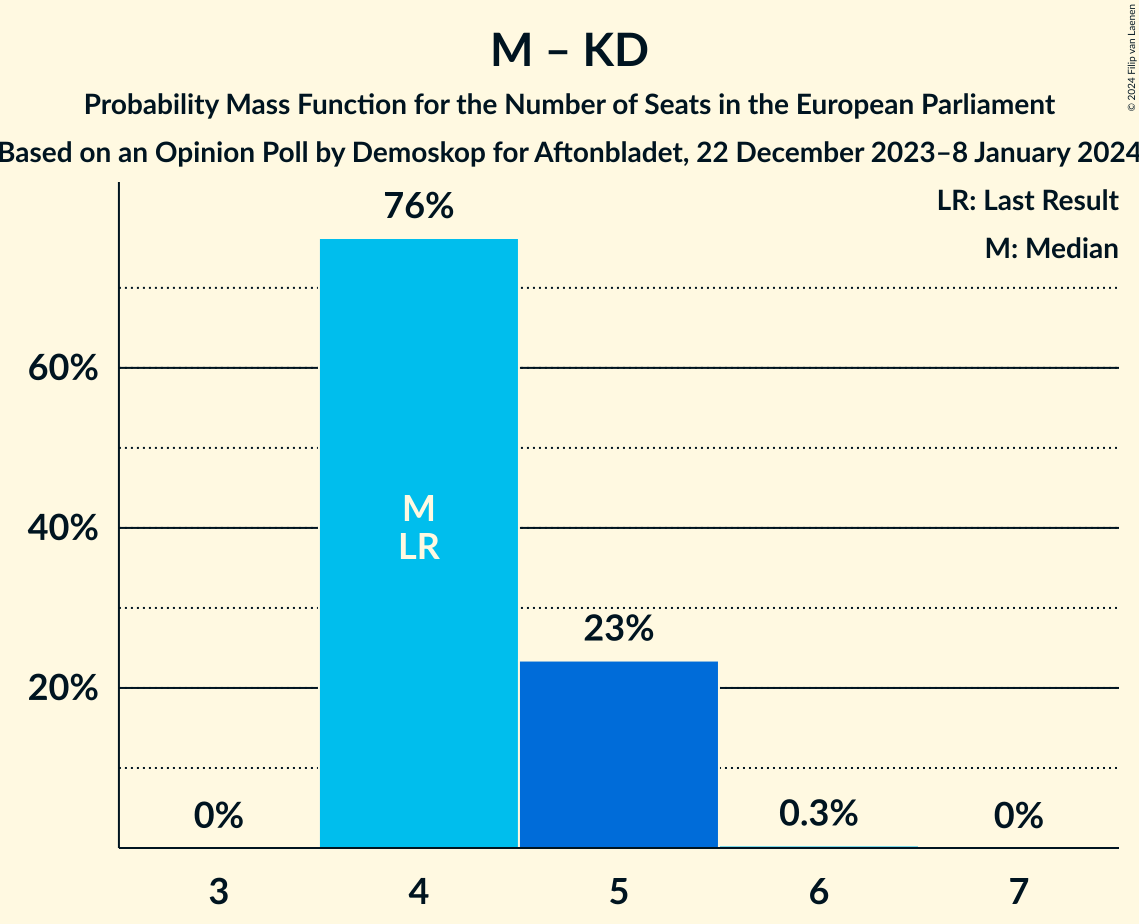 M – KD
Probability Mass Function for the Number of Seats in the European Parliament
Based on an Opinion Poll by Demoskop for Aftonbladet, 22 December 2023–8 January 2024
© 2024 Filip van Laenen
LR: Last Result
M: Median
76%
60%
40%
20%
M
LR
23%
0%
0.3%
0%
3
4
5
6
7